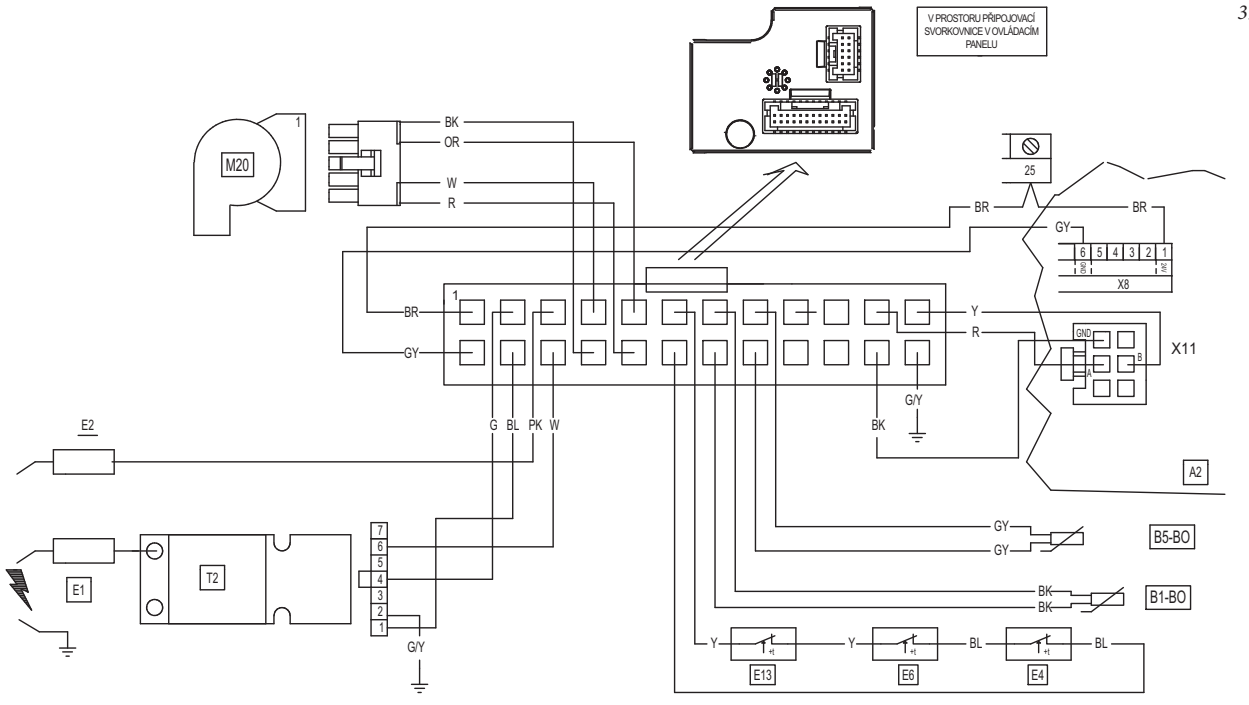 3.
V PROSTORU PŘIPOJOVACÍ
SVORKOVNICE V OVLÁDACÍM
PANELU
1
M20
BK
OR
W
R
25
BR
BR
GY
6 5 4 3 2 1
GND
24V
X8
1
BR
GY
Y
R
GND
B
A
X11
G/Y
BK
A2
E2
G BL PK W
7
6
5
4
3
2
1
T2
E1
G/Y
GY
GY
B5-BO
BK
BK
B1-BO
Y
+t
Y
+t
BL
+t
BL
E13
E6
E4